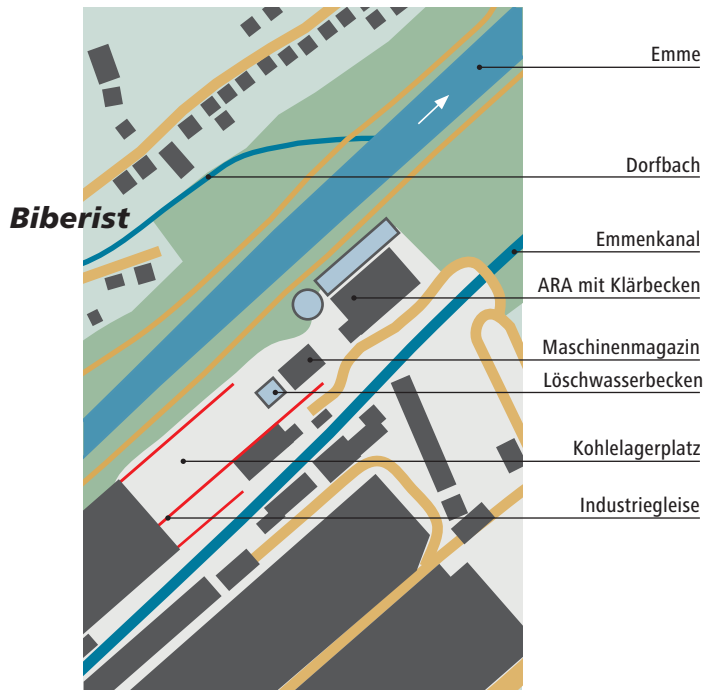 Emme
Dorfbach
Biberist
Emmenkanal
ARA mit Klärbecken
Maschinenmagazin
Löschwasserbecken
Kohlelagerplatz
Industriegleise